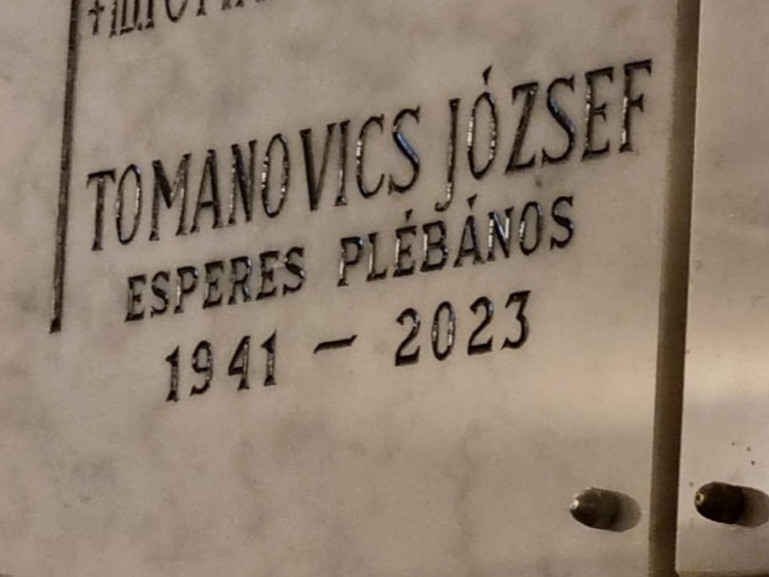 TOMANOVICS JÓZSEF
ESPERES PLÉBÁNOS
1941 – 2023